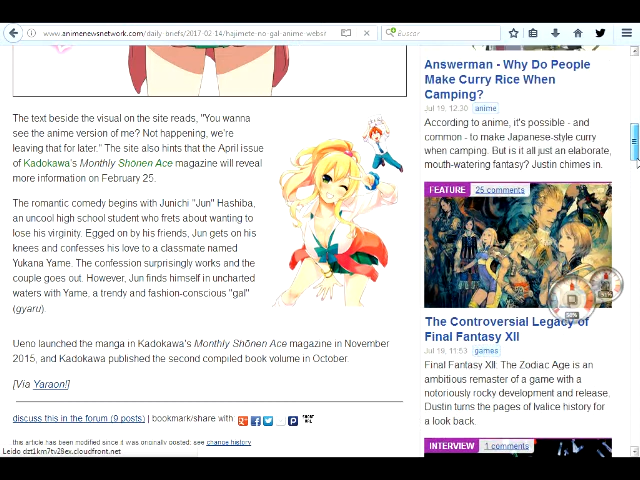 www.animenewsnetwork.com/daily-briefs/2017-02-14/hajimete-no-gal-anime-websr
Buscar
The text beside the visual on the site reads, "You wanna
see the anime version of me? Not happening, we're
leaving that for later." The site also hints that the April issue
of Kadokawa's Monthly Shōnen Ace magazine will reveal
more information on February 25.
The romantic comedy begins with Junichi "Jun" Hashiba,
an uncool high school student who frets about wanting to
lose his virginity. Egged on by his friends, Jun gets on his
knees and confesses his love to a classmate named
Yukana Yame. The confession surprisingly works and the
couple goes out. However, Jun finds himself in uncharted
waters with Yame, a trendy and fashion-conscious "gal"
(gyaru).
Ueno launched the manga in Kadokawa's Monthly Shōnen Ace magazine in November
2015, and Kadokawa published the second compiled book volume in October.
[Via Yaraon!]
discuss this in the forum (9 posts) | bookmark/share with:
SHORT
URL
this article has been modified since it was originally posted; see change history
Leido dzt1km7tv28ex.cloudfront.net
Answerman - Why Do People
Make Curry Rice When
Camping?
Jul 19, 12:30 anime
According to anime, it's possible - and
common - to make Japanese-style curry
when camping. But is it all just an elaborate,
mouth-watering fantasy? Justin chimes in.
FEATURE 25 comments
The Controversial Legacy of
Final Fantasy XII
Jul 19, 11:53 games
Final Fantasy XII: The Zodiac Age is an
ambitious remaster of a game with a
notoriously rocky development and release.
Dustin turns the pages of Ivalice history for
a look back.
INTERVIEW 1 comments